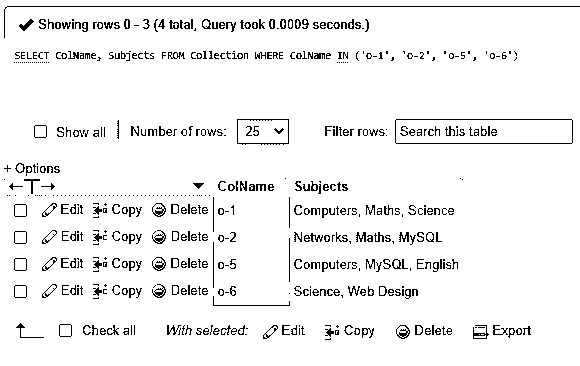 Showing rows 0 - 3 (4 total, Query took 0.0009 seconds.)
SELECT ColName, Subjects FROM Collection WHERE ColName IN ('o-1', 'o-2', 'o-5', 'o-6')
Show all Number of rows: 25 Filter rows: Search this table
+ Options
←T→ ColName Subjects
Edit Copy Delete o-1 Computers, Maths, Science
Edit Copy Delete o-2 Networks, Maths, MySQL
Edit Copy Delete o-5 Computers, MySQL, English
Edit Copy Delete o-6 Science, Web Design
Check all With selected: Edit Copy Delete Export